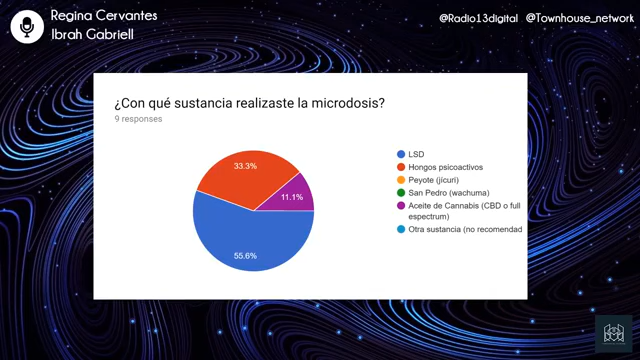 Regina Cervantes
Ibrah Gabriell
@Radio13digital @Townhouse_network
¿Con qué sustancia realizaste la microdosis?
9 responses
33.3%
11.1%
55.6%
LSD
Hongos psicoactivos
Peyote (jícuri)
San Pedro (wachuma)
Aceite de Cannabis (CBD o full
espectrum)
Otra sustancia (no recomendad